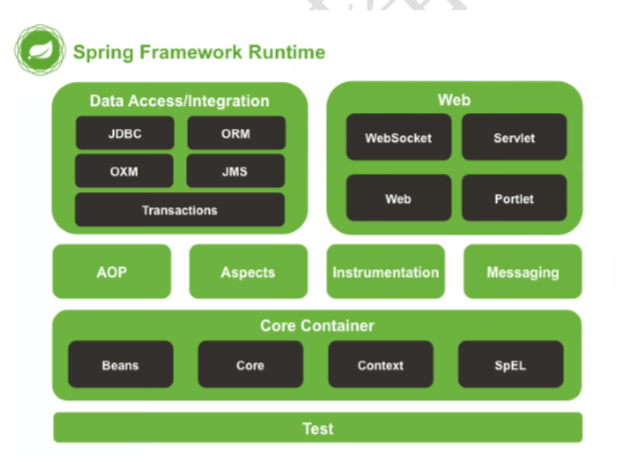 Spring Framework Runtime
Data Access/Integration
JDBC
ORM
OXM
JMS
Transactions
Web
WebSocket
Servlet
Web
Portlet
AOP
Aspects
Instrumentation
Messaging
Core Container
Beans
Core
Context
SpEL
Test